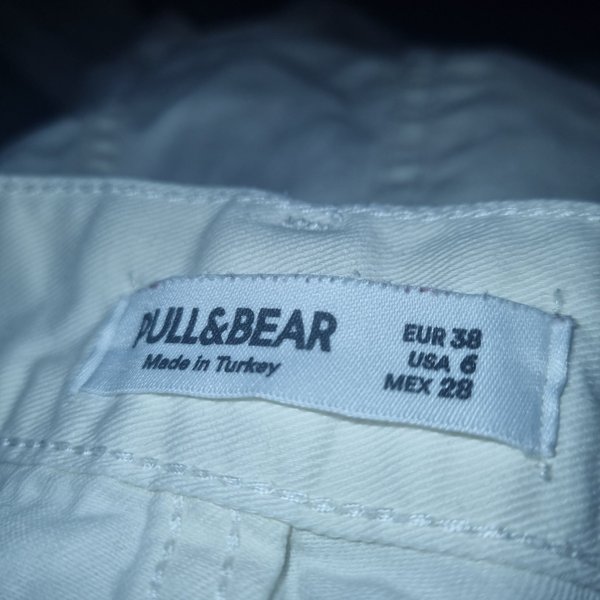 PULL&BEAR
Made in Turkey
EUR 38
USA 6
MEX 28